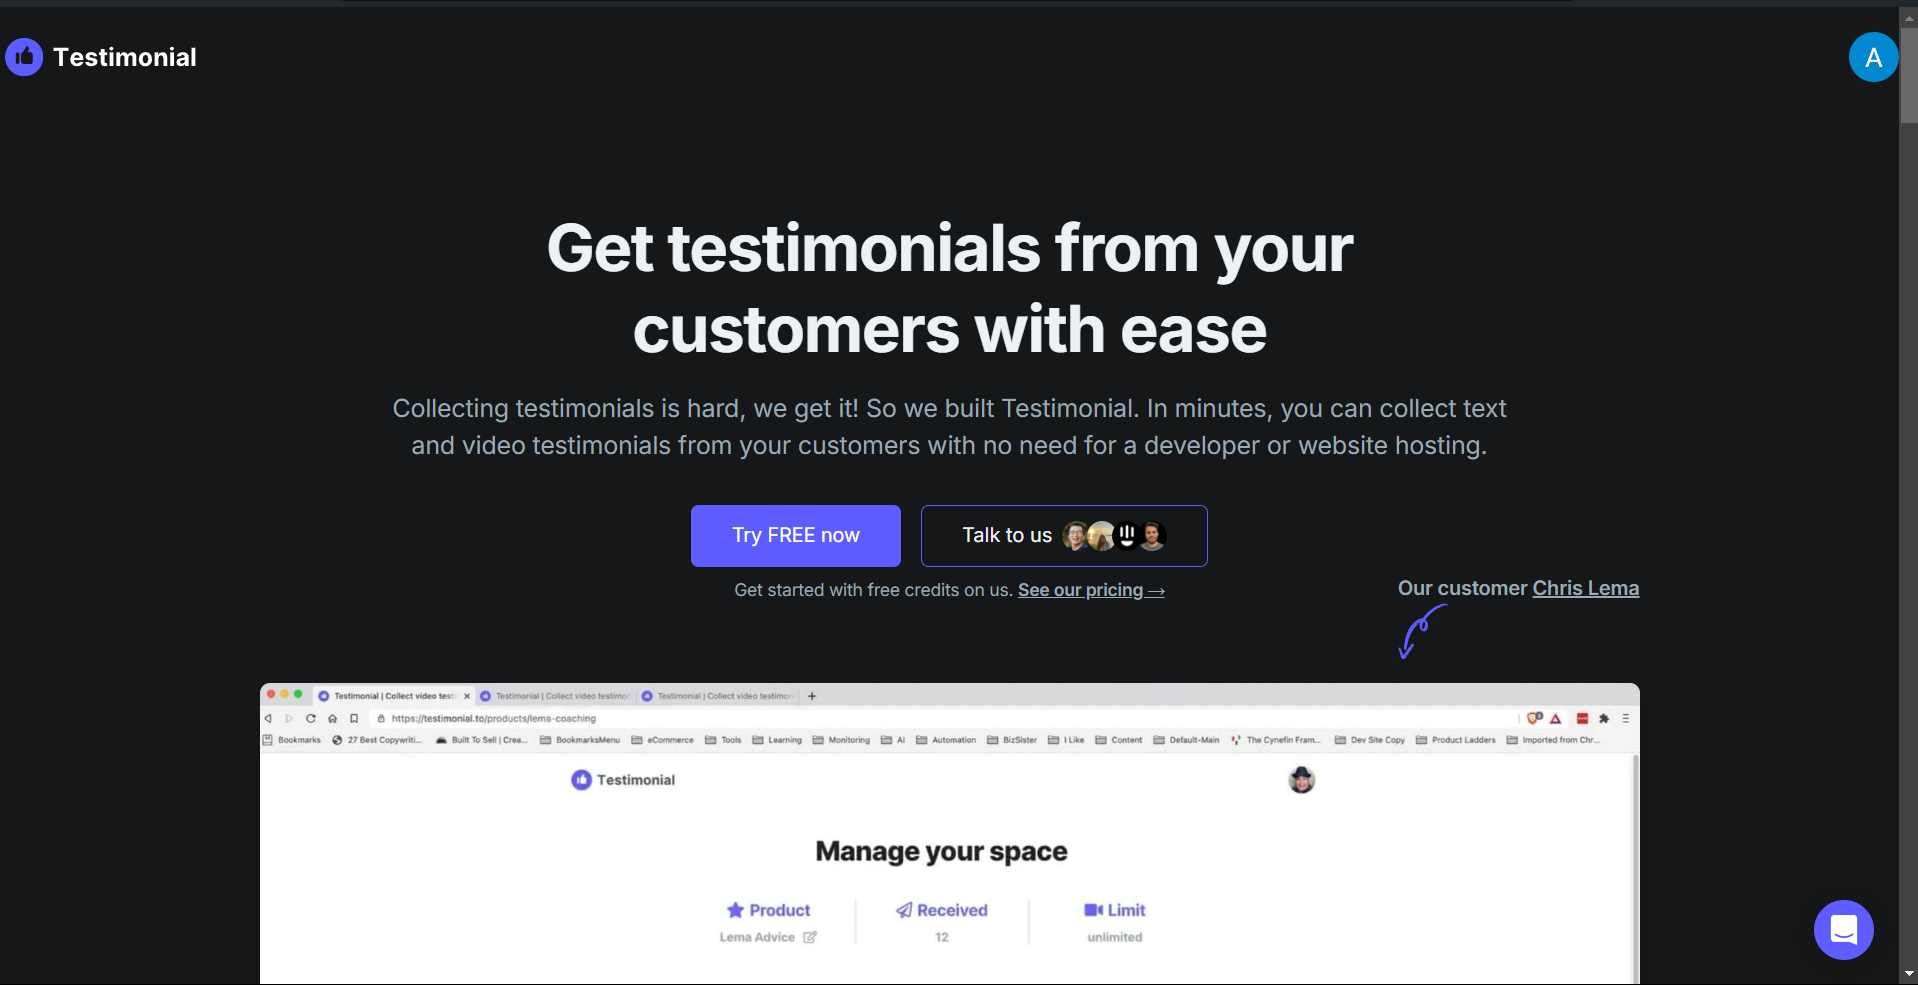 Testimonial
A
Get testimonials from your
customers with ease
Collecting testimonials is hard, we get it! So we built Testimonial. In minutes, you can collect text
and video testimonials from your customers with no need for a developer or website hosting.
Try FREE now
Talk to us
Get started with free credits on us. See our pricing →
Our customer Chris Lema
Testimonial | Collect video testi Testimonial | Collect video testimon Testimonial | Collect video testimon
https://testimonial.to/products/lema-coaching
Bookmarks 27 Best Copywriti... Built To Sell | Crea... BookmarksMenu eCommerce Tools Learning Monitoring AI Automation BizSister I Like Content Default-Main The Cynefin Fram... Dev Site Copy Product Ladders Imported from Chr...
Testimonial
Manage your space
Product Received Limit
Lema Advice 12 unlimited